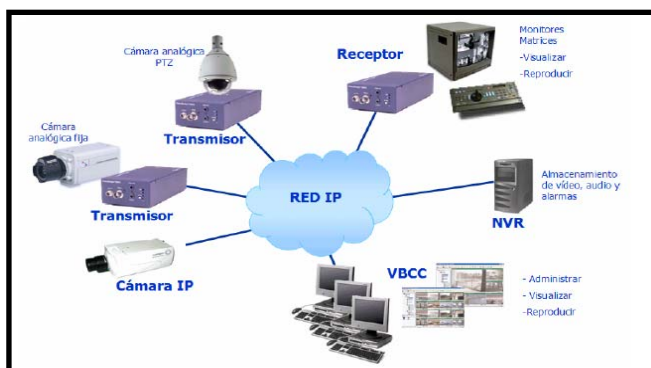 Cámara analógica
PTZ
Transmisor
Receptor
Monitores
Matrices
-Visualizar
-Reproducir
Cámara
analógica fija
Transmisor
RED IP
Almacenamiento
de vídeo, audio y
alarmas
NVR
Cámara IP
VBCC
- Administrar
- Visualizar
-Reproducir